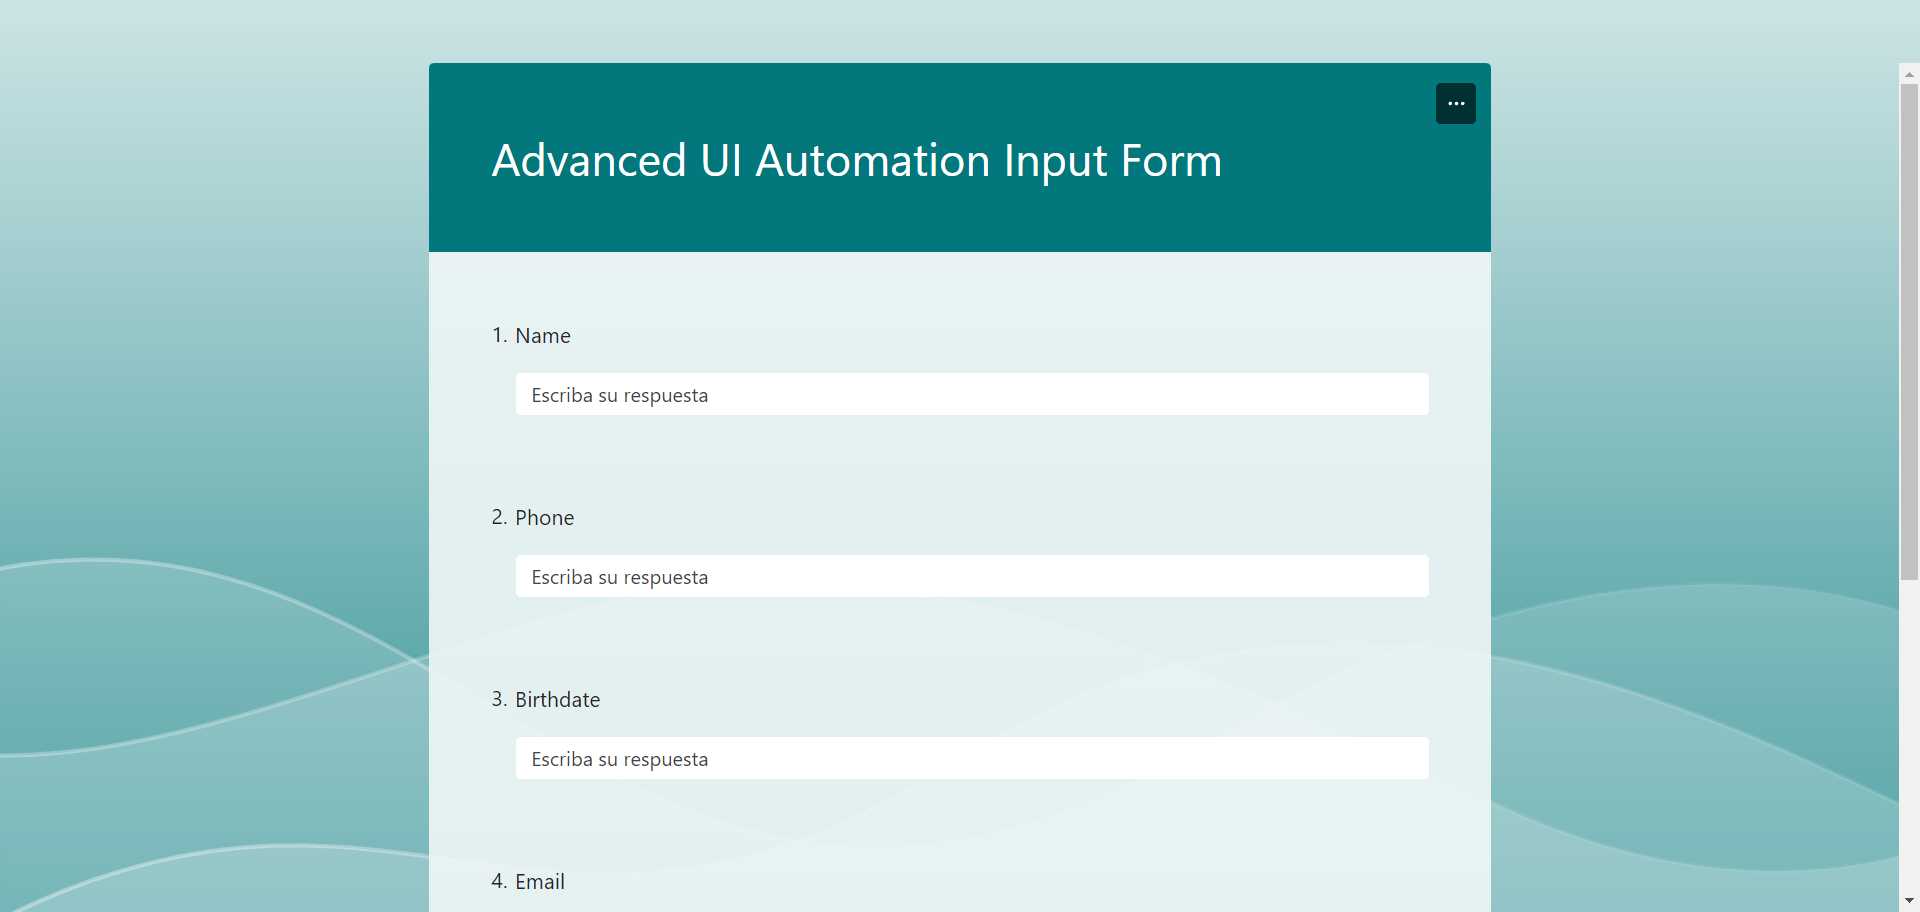 Advanced UI Automation Input Form
1. Name
Escriba su respuesta
2. Phone
Escriba su respuesta
3. Birthdate
Escriba su respuesta
4. Email